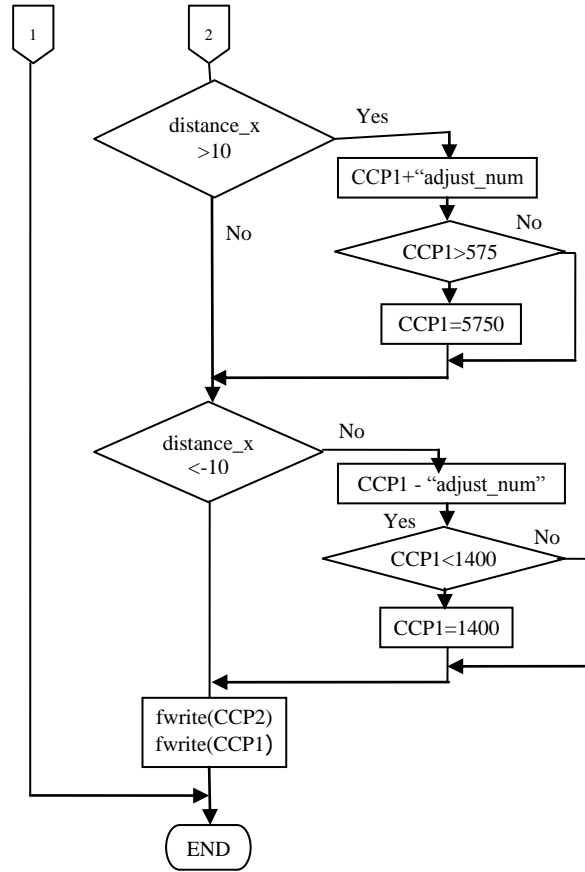 1
2
distance_x
>10
Yes
CCP1+“adjust_num
No
No
CCP1>575
CCP1=5750
distance_x
<-10
No
CCP1 - “adjust_num”
Yes
No
CCP1<1400
CCP1=1400
fwrite(CCP2)
fwrite(CCP1)
END